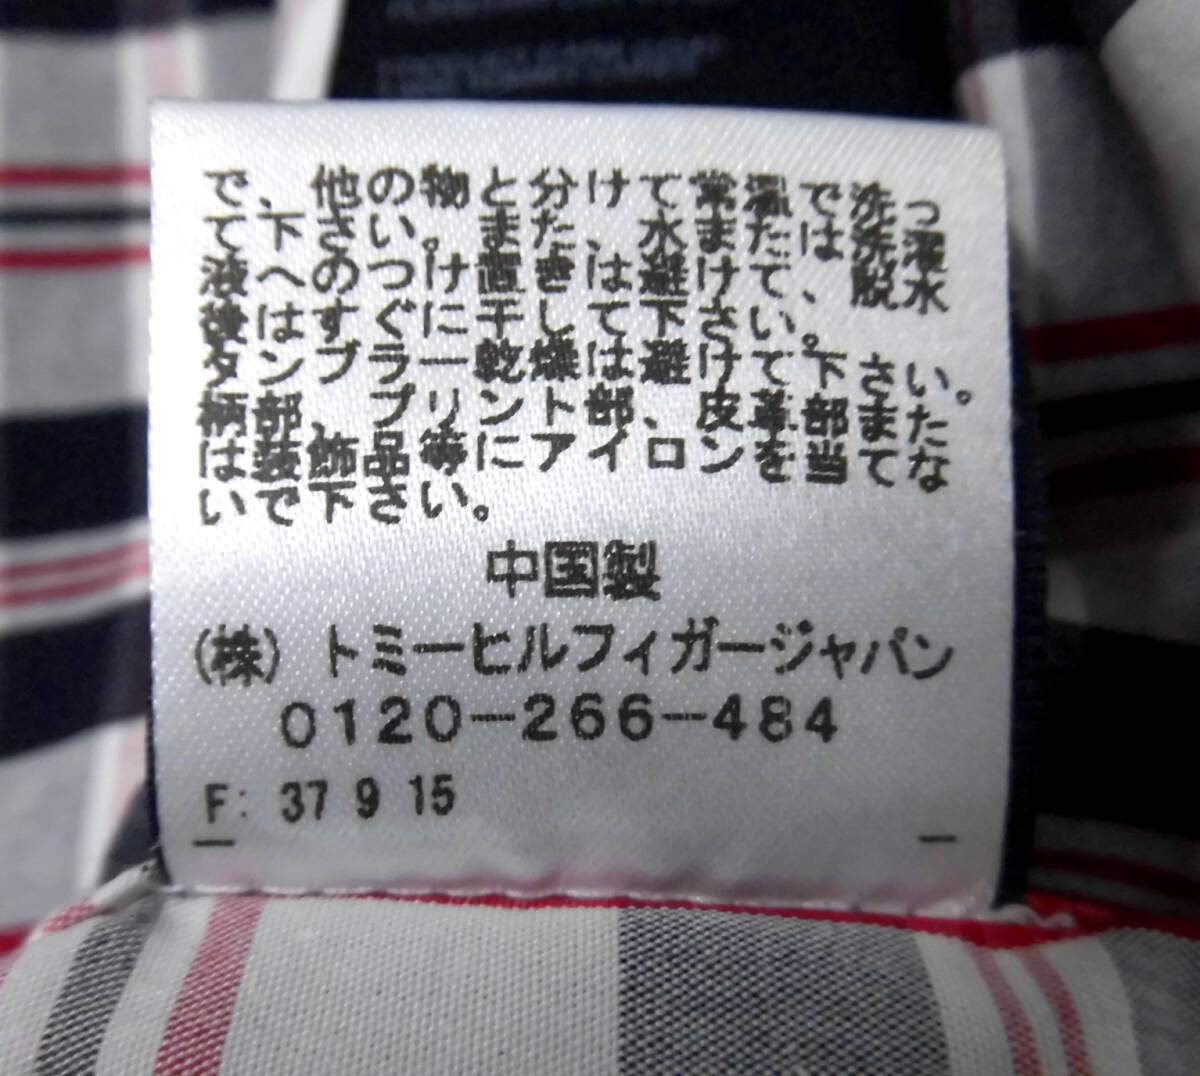 で、他の物と分け て常温では洗っ
て下さい。また、水または洗濯
液へのつけ置きは避けて、脱水
後はすぐに干して下さい。
タンブラー乾燥は避けて下さい。
柄部、プリント部、皮革部また
は装飾品等にアイロンを当てな
いで下さい。
中国製
(株) トミーヒルフィガージャパン
0120-266-484
F: 37 9 15